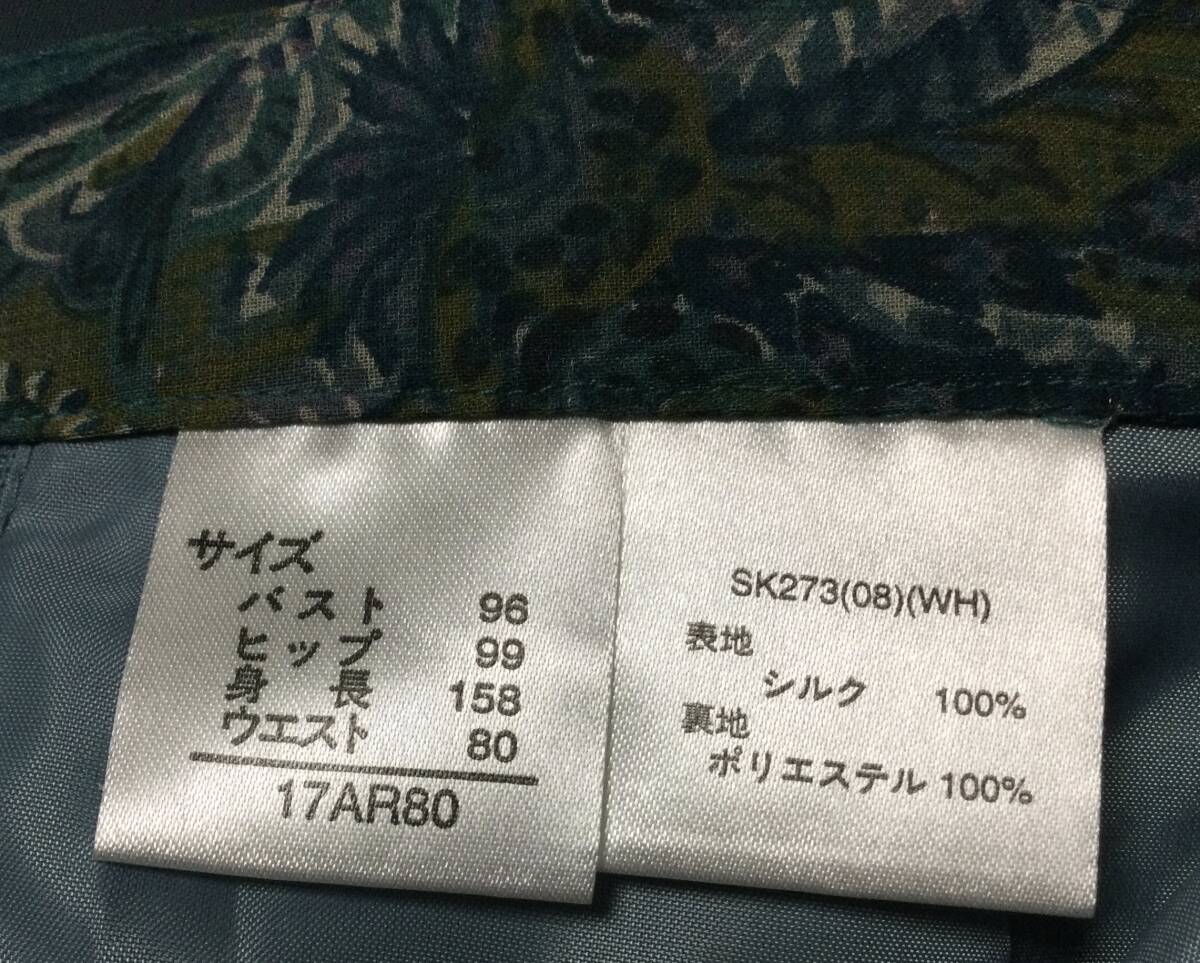 サイズ
バスト 96
ヒップ 99
身長 158
ウエスト 80
17AR80
SK273(08)(WH)
表地
シルク 100%
裏地
ポリエステル 100%